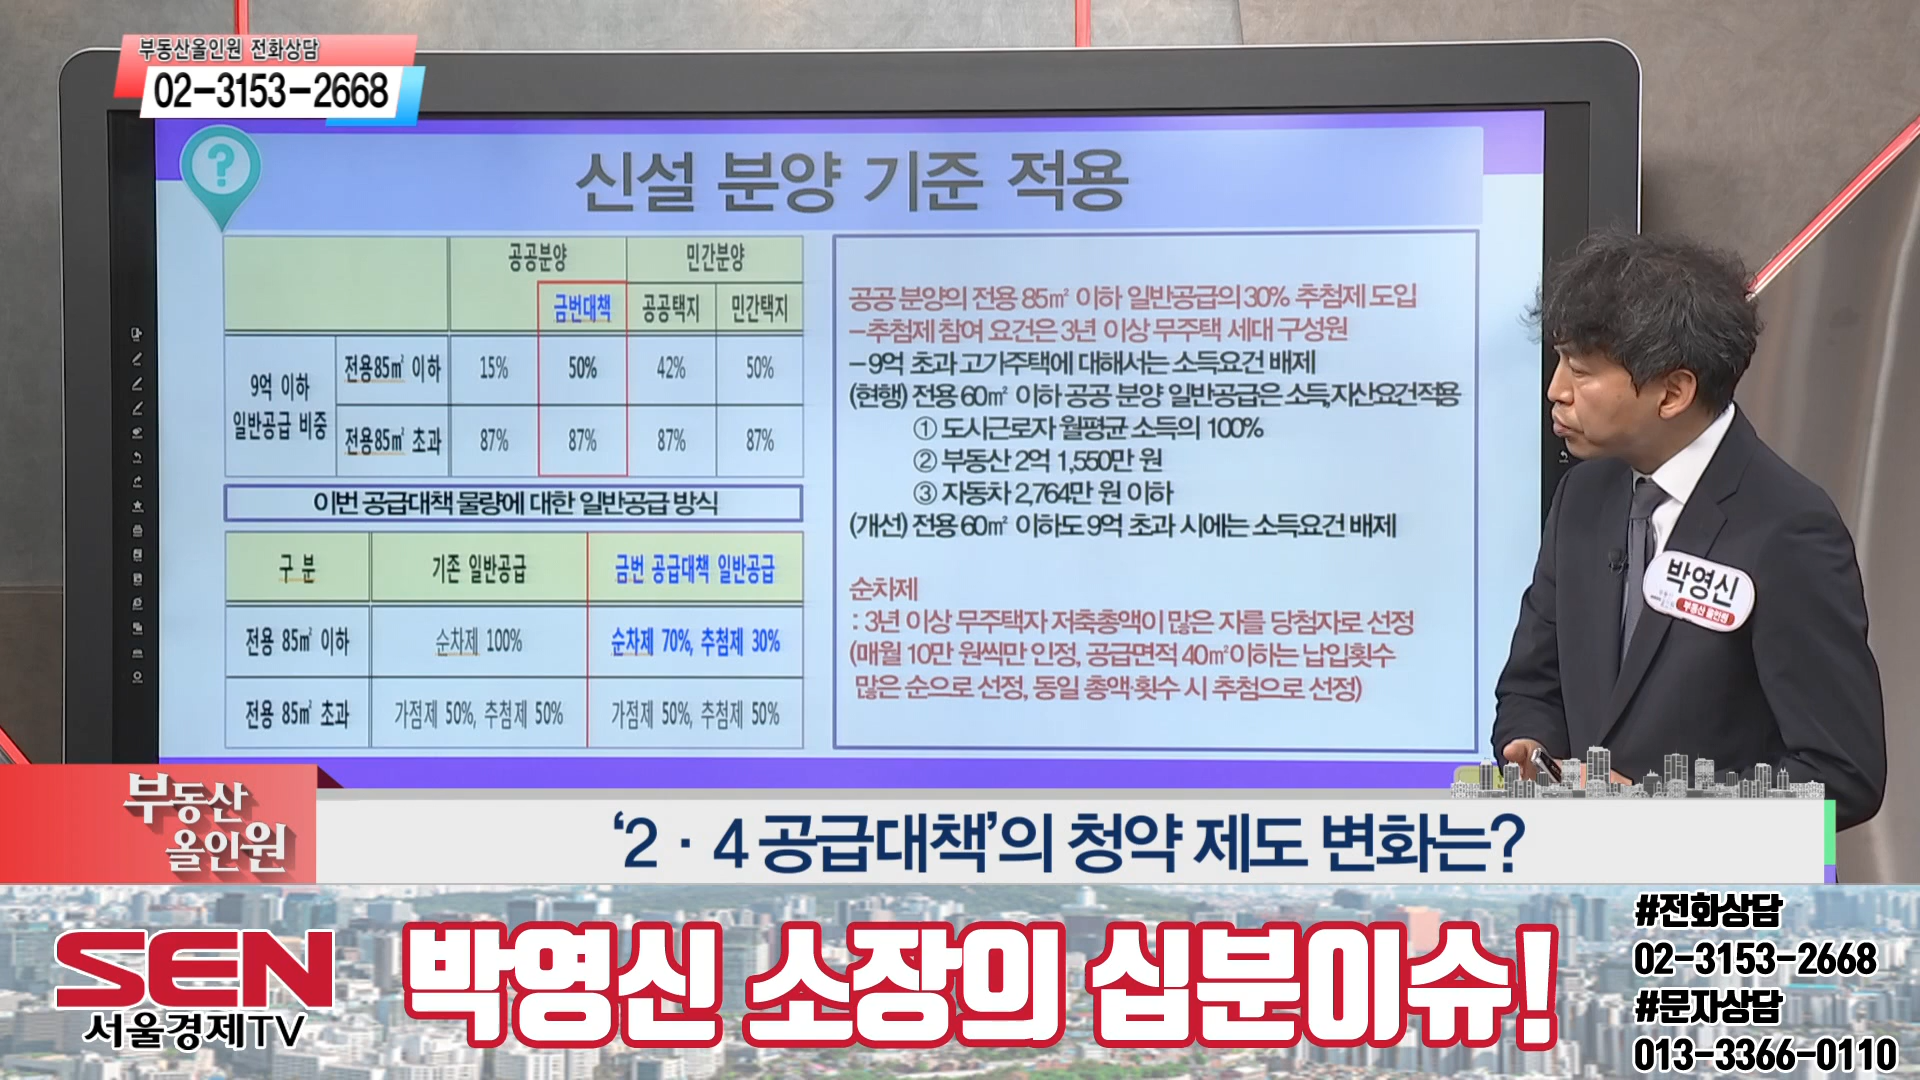 부동산올인원 전화상담
02-3153-2668
신설 분양 기준 적용
공공분양 민간분양
금번대책 공공택지 민간택지
9억 이하
일반공급 비중
전용85㎡ 이하 15% 50% 42% 50%
전용85㎡ 초과 87% 87% 87% 87%
이번 공급대책 물량에 대한 일반공급 방식
구 분 기존 일반공급 금번 공급대책 일반공급
전용 85㎡ 이하 순차제 100% 순차제 70%, 추첨제 30%
전용 85㎡ 초과 가점제 50%, 추첨제 50% 가점제 50%, 추첨제 50%
공공 분양의 전용 85㎡ 이하 일반공급의 30% 추첨제 도입
-추첨제 참여 요건은 3년 이상 무주택 세대 구성원
-9억 초과 고가주택에 대해서는 소득요건 배제
(현행) 전용 60㎡ 이하 공공 분양 일반공급은 소득,자산요건적용
① 도시근로자 월평균 소득의 100%
② 부동산 2억 1,550만 원
③ 자동차 2,764만 원 이하
(개선) 전용 60㎡ 이하도 9억 초과 시에는 소득요건 배제
순차제
: 3년 이상 무주택자 저축총액이 많은 자를 당첨자로 선정
(매월 10만 원씩만 인정, 공급면적 40㎡이하는 납입횟수
많은 순으로 선정, 동일 총액·횟수 시 추첨으로 선정)
박영신
부동산 올인원
부동산
올인원
'2·4 공급대책'의 청약 제도 변화는?
SEN
서울경제TV
박영신 소장의 십분이슈!
#전화상담
02-3153-2668
#문자상담
013-3366-0110